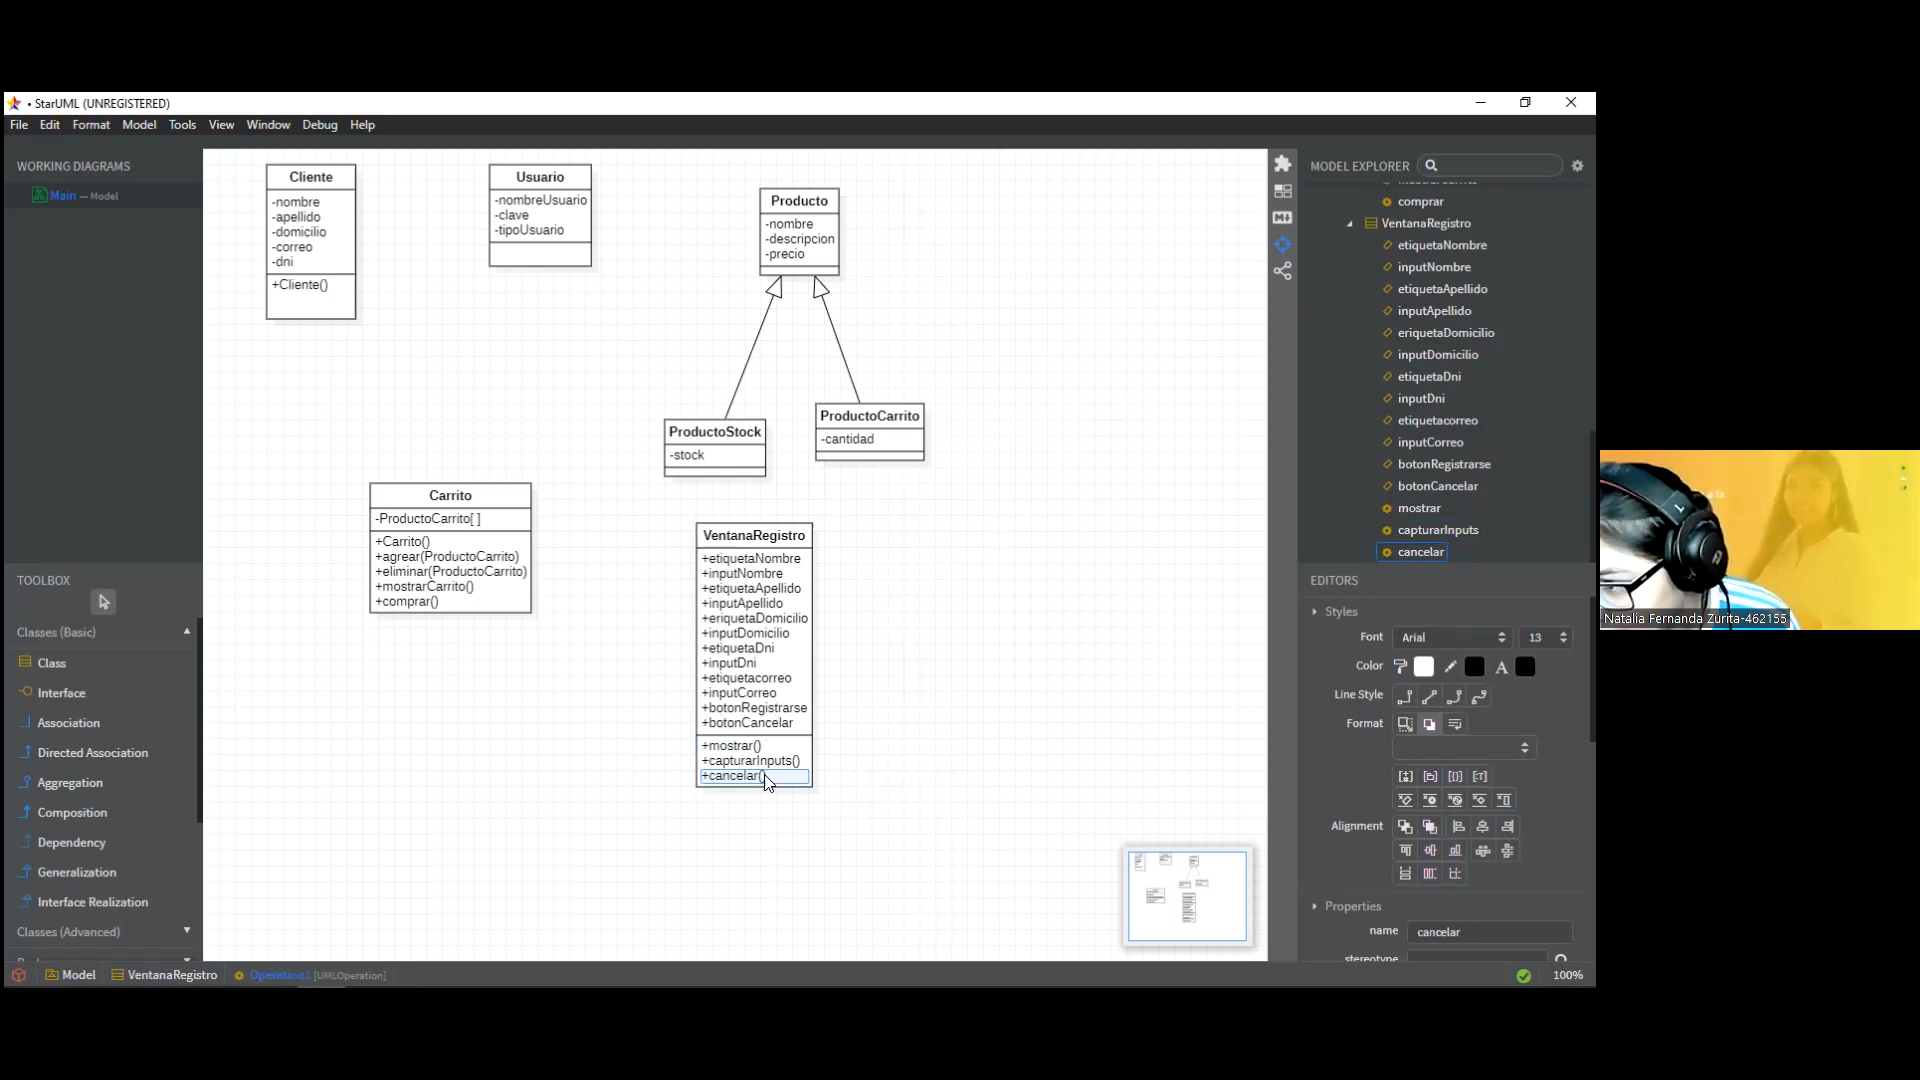 • StarUML (UNREGISTERED)
File Edit Format Model Tools View Window Debug Help
WORKING DIAGRAMS
Main — Model
TOOLBOX
Classes (Basic)
Class
Interface
Association
Directed Association
Aggregation
Composition
Dependency
Generalization
Interface Realization
Classes (Advanced)
Cliente
-nombre
-apellido
-domicilio
-correo
-dni
+Cliente()
Usuario
-nombreUsuario
-clave
-tipoUsuario
Producto
-nombre
-descripcion
-precio
ProductoStock
-stock
ProductoCarrito
-cantidad
Carrito
-ProductoCarrito[ ]
+Carrito()
+agrear(ProductoCarrito)
+eliminar(ProductoCarrito)
+mostrarCarrito()
+comprar()
VentanaRegistro
+etiquetaNombre
+inputNombre
+etiquetaApellido
+inputApellido
+eriquetaDomicilio
+inputDomicilio
+etiquetaDni
+inputDni
+etiquetacorreo
+inputCorreo
+botonRegistrarse
+botonCancelar
+mostrar()
+capturarInputs()
+cancelar()
MODEL EXPLORER
comprar
VentanaRegistro
etiquetaNombre
inputNombre
etiquetaApellido
inputApellido
eriquetaDomicilio
inputDomicilio
etiquetaDni
inputDni
etiquetacorreo
inputCorreo
botonRegistrarse
botonCancelar
mostrar
capturarInputs
cancelar
EDITORS
Styles
Font Arial 13
Color
Line Style
Format
Alignment
Properties
name cancelar
stereotype
Model VentanaRegistro Operation1 [UMLOperation]
100%
Natalia Fernanda Zurita-462155